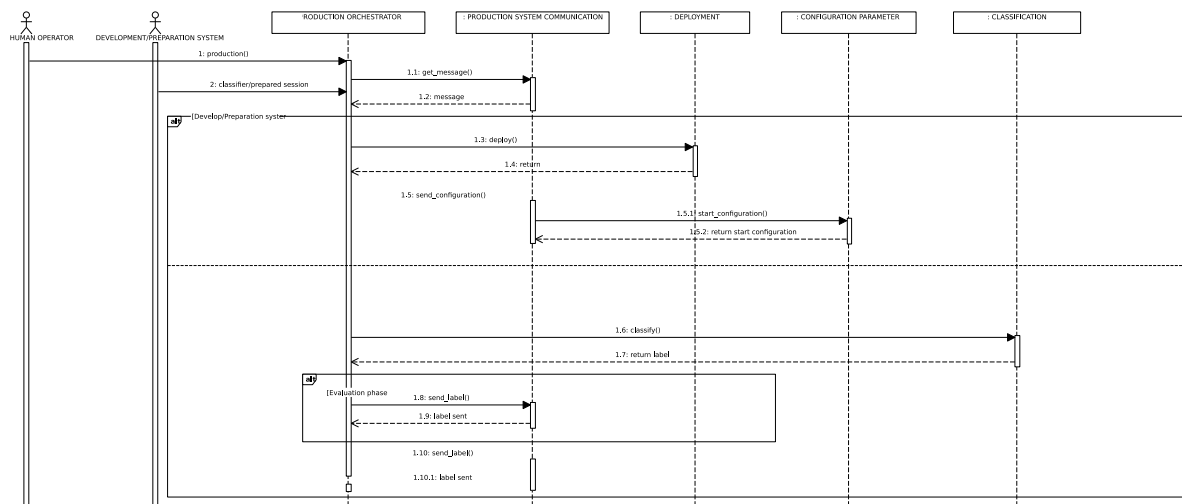 RODUCTION ORCHESTRATOR
: PRODUCTION SYSTEM COMMUNICATION
: DEPLOYMENT
: CONFIGURATION PARAMETER
: CLASSIFICATION
HUMAN OPERATOR
DEVELOPMENT/PREPARATION SYSTEM
1: production()
1.1: get_message()
2: classifier/prepared session
1.2: message
alt
[Develop/Preparation syster
1.3: deploy()
1.4: return
1.5: send_configuration()
1.5.1: start_configuration()
1.5.2: return start configuration
1.6: classify()
1.7: return label
alt
[Evaluation phase
1.8: send_label()
1.9: label sent
1.10: send_label()
1.10.1: label sent